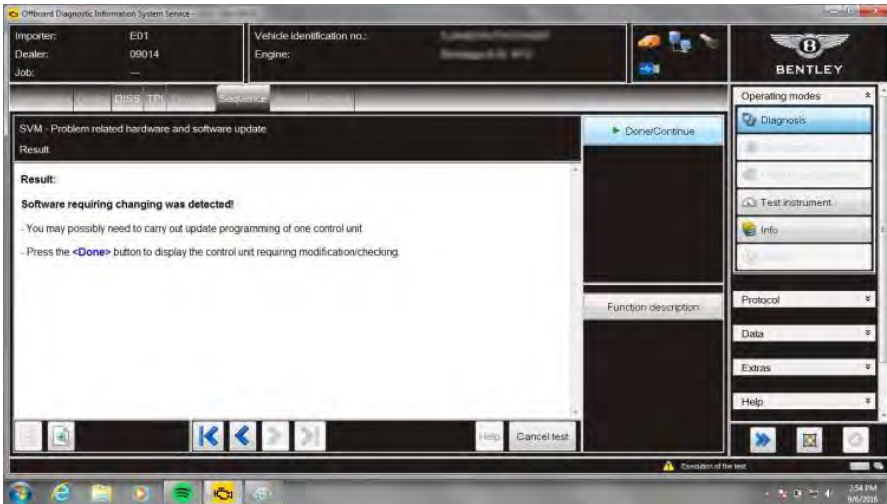 Offboard Diagnostic Information System Service -
Importer: E01
Dealer: 09014
Job: ---
Vehicle identification no.:
Engine:
BENTLEY
DISS TPI
Sequence
Operating modes
Diagnosis
Test instrument
Info
Protocol
Data
Extras
Help
SVM - Problem related hardware and software update
Result
Done/Continue
Result:
Software requiring changing was detected!
- You may possibly need to carry out update programming of one control unit.
- Press the <Done> button to display the control unit requiring modification/checking.
Function description
Help
Cancel test
Execution of the test
2:54 PM